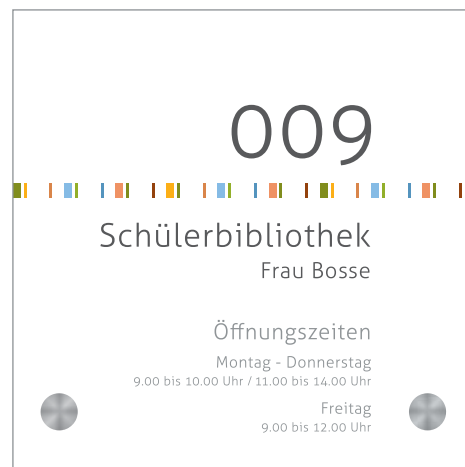 009
Schülerbibliothek
Frau Bosse
Öffnungszeiten
Montag - Donnerstag
9.00 bis 10.00 Uhr / 11.00 bis 14.00 Uhr
Freitag
9.00 bis 12.00 Uhr